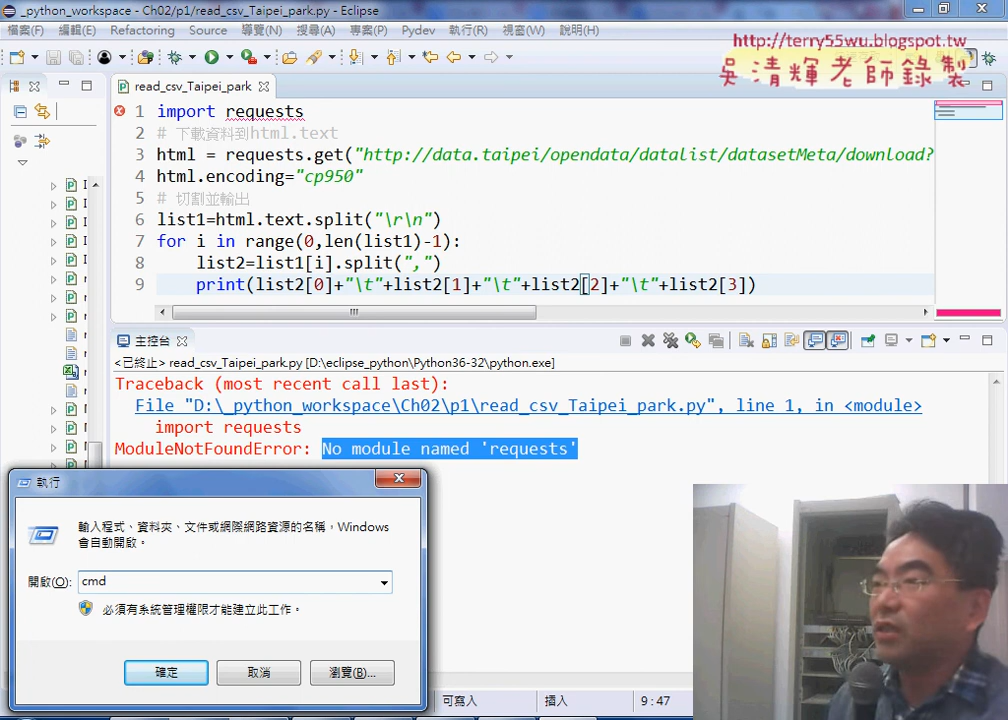 _python_workspace - Ch02/p1/read_csv_Taipei_park.py - Eclipse
檔案(F) 編輯(E) Refactoring Source 導覽(N) 搜尋(A) 專案(P) Pydev 執行(R) 視窗(W) 說明(H)
http://terry55wu.blogspot.tw
吳清輝老師錄製
read_csv_Taipei_park
1 import requests
2 # 下載資料到html.text
3 html = requests.get("http://data.taipei/opendata/datalist/datasetMeta/download?
4 html.encoding="cp950"
5 # 切割並輸出
6 list1=html.text.split("\r\n")
7 for i in range(0,len(list1)-1):
8 list2=list1[i].split(",")
9 print(list2[0]+"\t"+list2[1]+"\t"+list2[2]+"\t"+list2[3])
主控台
<已終止> read_csv_Taipei_park.py [D:\eclipse_python\Python36-32\python.exe]
Traceback (most recent call last):
File "D:\_python_workspace\Ch02\p1\read_csv_Taipei_park.py", line 1, in <module>
import requests
ModuleNotFoundError: No module named 'requests'
執行
輸入程式、資料夾、文件或網際網路資源的名稱，Windows
會自動開啟。
開啟(O): cmd
必須有系統管理權限才能建立此工作。
確定 取消 瀏覽(B)...
可寫入 插入 9:47